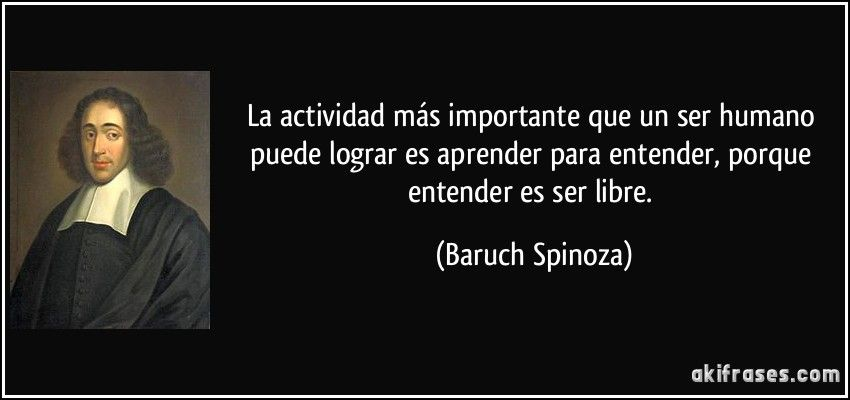 La actividad más importante que un ser humano
puede lograr es aprender para entender, porque
entender es ser libre.
(Baruch Spinoza)
akifrases.com